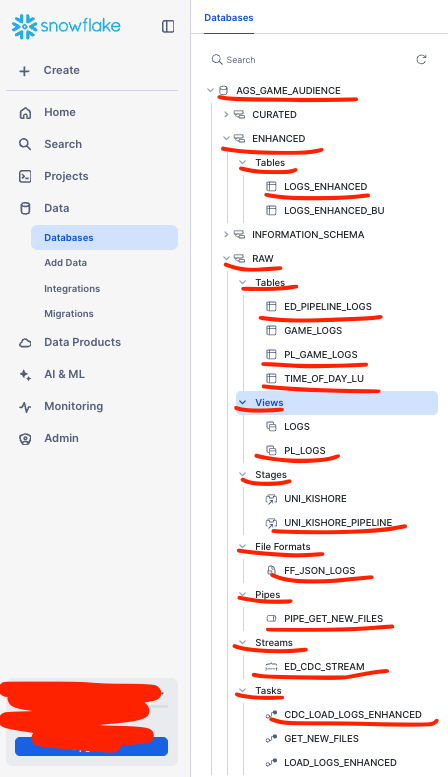 snowflake
Create
Home
Search
Projects
Data
Databases
Add Data
Integrations
Migrations
Data Products
AI & ML
Monitoring
Admin
Databases
Search
AGS_GAME_AUDIENCE
CURATED
ENHANCED
Tables
LOGS_ENHANCED
LOGS_ENHANCED_BU
INFORMATION_SCHEMA
RAW
Tables
ED_PIPELINE_LOGS
GAME_LOGS
PL_GAME_LOGS
TIME_OF_DAY_LU
Views
LOGS
PL_LOGS
Stages
UNI_KISHORE
UNI_KISHORE_PIPELINE
File Formats
FF_JSON_LOGS
Pipes
PIPE_GET_NEW_FILES
Streams
ED_CDC_STREAM
Tasks
CDC_LOAD_LOGS_ENHANCED
GET_NEW_FILES
LOAD_LOGS_ENHANCED